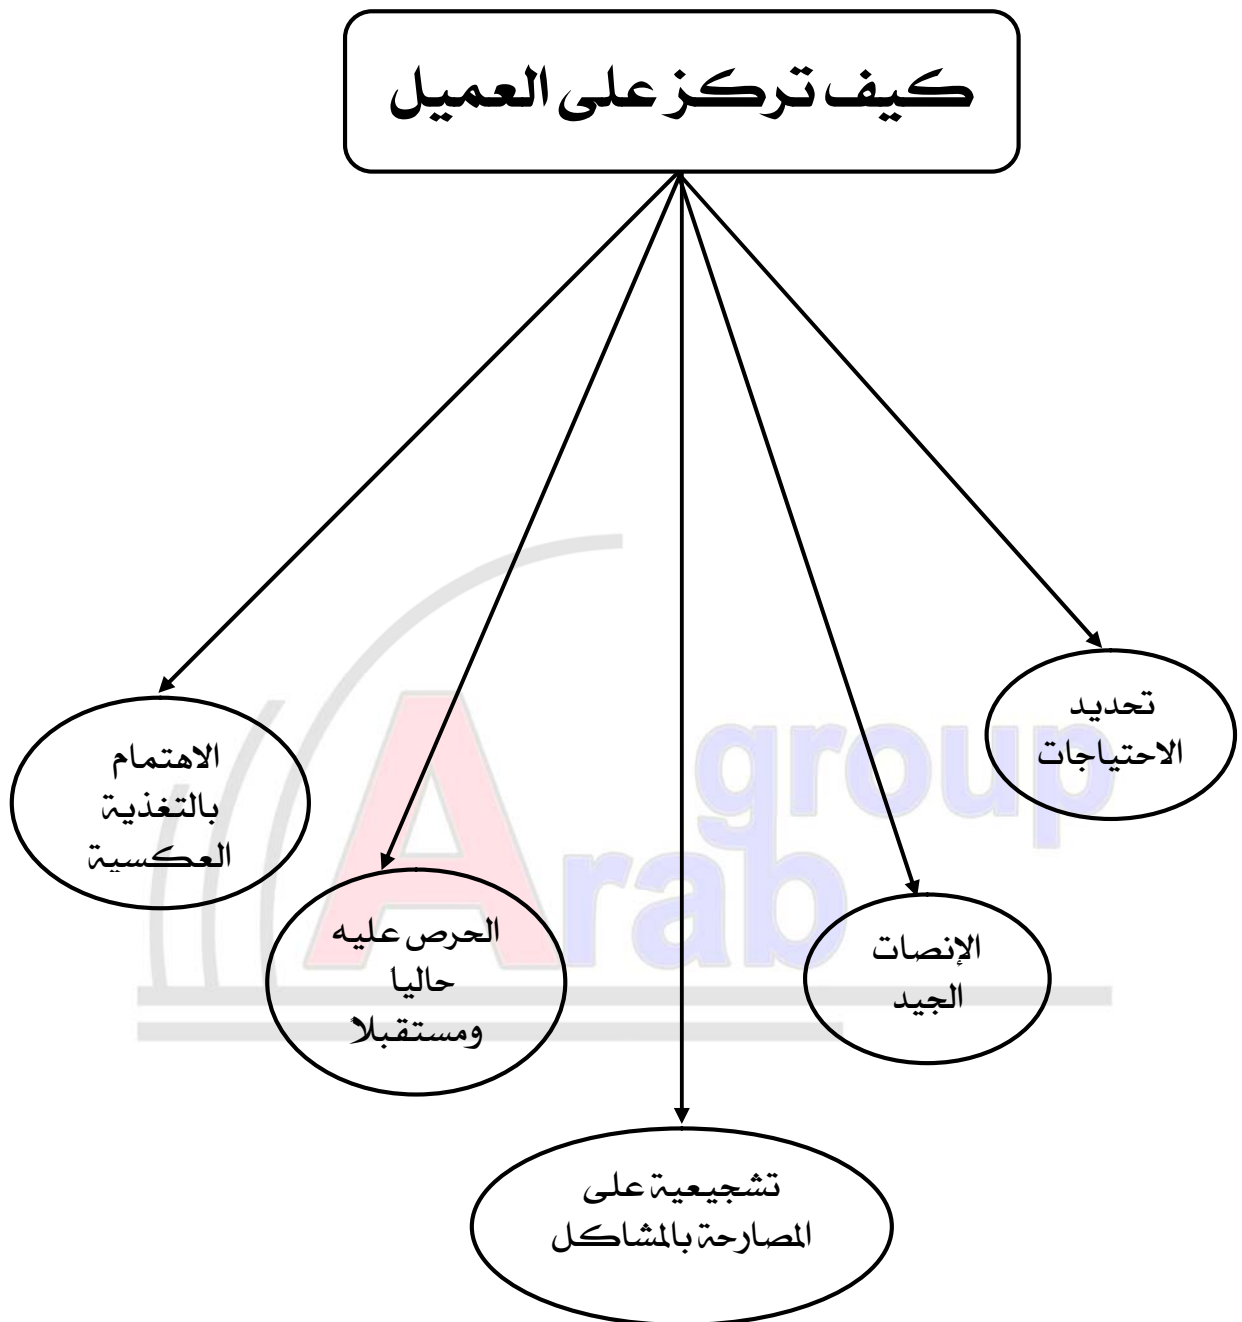 كيف تركز على العميل
تحديد
الاحتياجات
الإنصات
الجيد
تشجيعية على
المصارحة بالمشاكل
الحرص عليه
حاليا
ومستقبلا
الاهتمام
بالتغذية
العكسية
group
Arab